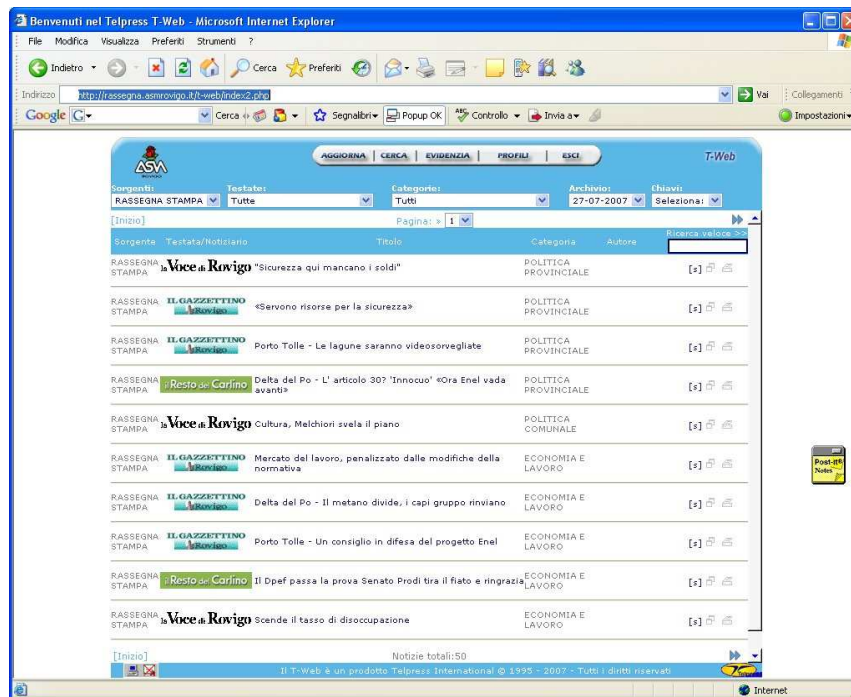 Benvenuti nel Telpress T-Web - Microsoft Internet Explorer
File Modifica Visualizza Preferiti Strumenti ?
Indietro Cerca Preferiti
Indirizzo http://rassegna.asmrovigo.it/t-web/index2.php Vai Collegamenti
Google G Cerca Segnalibri Popup OK ABC Controllo Invia a Impostazioni
ASM ROVIGO AGGIORNA | CERCA | EVIDENZIA | PROFILI | ESCI T-Web
Sorgenti: Testate: Categorie: Archivio: Chiavi:
RASSEGNA STAMPA Tutte Tutti 27-07-2007 Seleziona:
[Inizio] Pagina: » 1
Ricerca veloce >>
Sorgente Testata/Notiziario Titolo Categoria Autore
RASSEGNA STAMPA la Voce di Rovigo "Sicurezza qui mancano i soldi" POLITICA PROVINCIALE [s]
RASSEGNA STAMPA IL GAZZETTINO Rovigo «Servono risorse per la sicurezza» POLITICA PROVINCIALE [s]
RASSEGNA STAMPA IL GAZZETTINO Rovigo Porto Tolle - Le lagune saranno videosorvegliate POLITICA PROVINCIALE [s]
RASSEGNA STAMPA il Resto del Carlino Delta del Po - L' articolo 30? 'Innocuo' «Ora Enel vada avanti» POLITICA PROVINCIALE [s]
RASSEGNA STAMPA la Voce di Rovigo Cultura, Melchiori svela il piano POLITICA COMUNALE [s]
RASSEGNA STAMPA IL GAZZETTINO Rovigo Mercato del lavoro, penalizzato dalle modifiche della normativa ECONOMIA E LAVORO [s]
RASSEGNA STAMPA IL GAZZETTINO Rovigo Delta del Po - Il metano divide, i capi gruppo rinviano ECONOMIA E LAVORO [s]
RASSEGNA STAMPA IL GAZZETTINO Rovigo Porto Tolle - Un consiglio in difesa del progetto Enel ECONOMIA E LAVORO [s]
RASSEGNA STAMPA il Resto del Carlino Il Dpef passa la prova Senato Prodi tira il fiato e ringrazia ECONOMIA E LAVORO [s]
RASSEGNA STAMPA la Voce di Rovigo Scende il tasso di disoccupazione ECONOMIA E LAVORO [s]
[Inizio] Notizie totali:50
Il T-Web è un prodotto Telpress International © 1995 - 2007 - Tutti i diritti riservati
Internet
Post-it® Notes